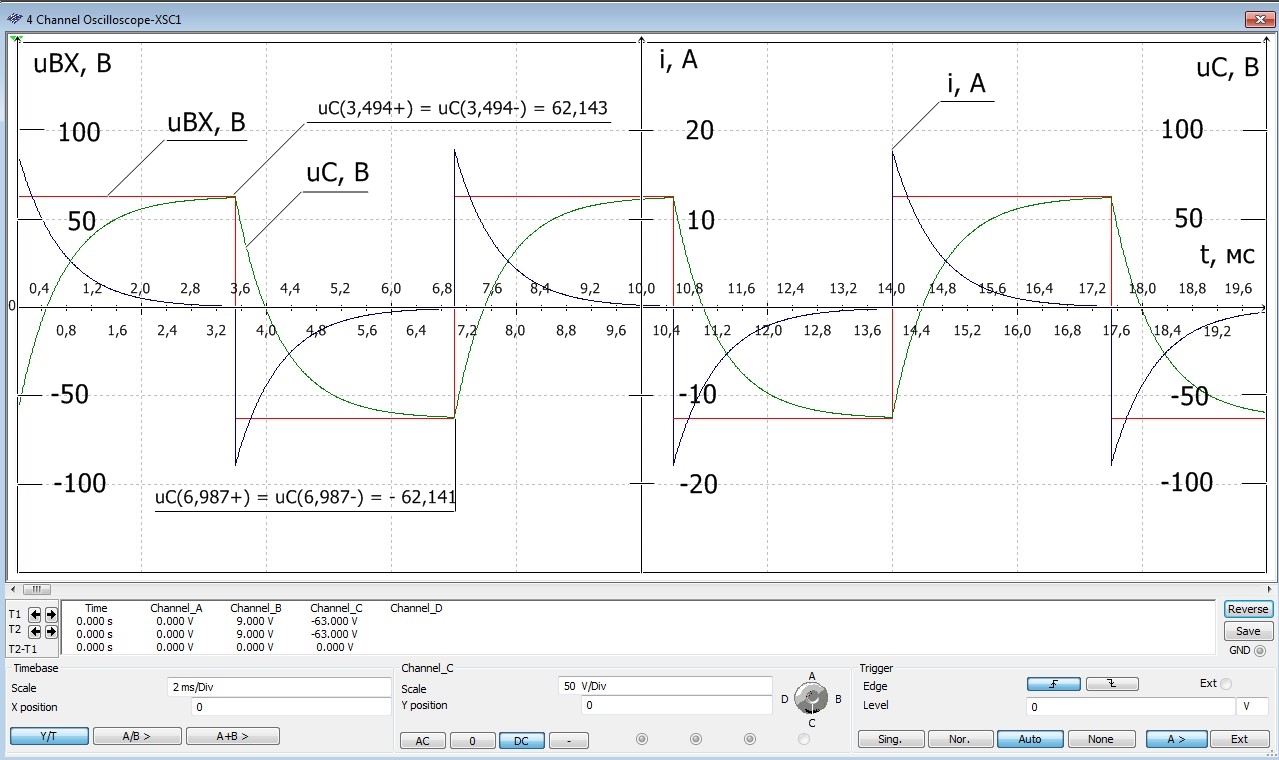 4 Channel Oscilloscope-XSC1
uBX, B
i, A
uC, B
i, A
uC(3,494+) = uC(3,494-) = 62,143
uBX, B
100
20
100
uC, B
50
10
50
t, мс
0,4 1,2 2,0 2,8 3,6 4,4 5,2 6,0 6,8 7,6 8,4 9,2 10,0 10,8 11,6 12,4 13,2 14,0 14,8 15,6 16,4 17,2 18,0 18,8 19,6
0
0,8 1,6 2,4 3,2 4,0 4,8 5,6 6,4 7,2 8,0 8,8 9,6 10,4 11,2 12,0 12,8 13,6 14,4 15,2 16,0 16,8 17,6 18,4 19,2
-50
-10
-50
-100
-20
-100
uC(6,987+) = uC(6,987-) = - 62,141
Time Channel_A Channel_B Channel_C Channel_D
T1 0.000 s 0.000 V 9.000 V -63.000 V
T2 0.000 s 0.000 V 9.000 V -63.000 V
T2-T1 0.000 s 0.000 V 0.000 V 0.000 V
Reverse
Save
GND
Timebase
Scale 2 ms/Div
X position 0
Y/T A/B > A+B >
Channel_C
Scale 50 V/Div
Y position 0
AC 0 DC -
A
D B
C
Trigger
Edge Ext
Level 0 V
Sing. Nor. Auto None A > Ext